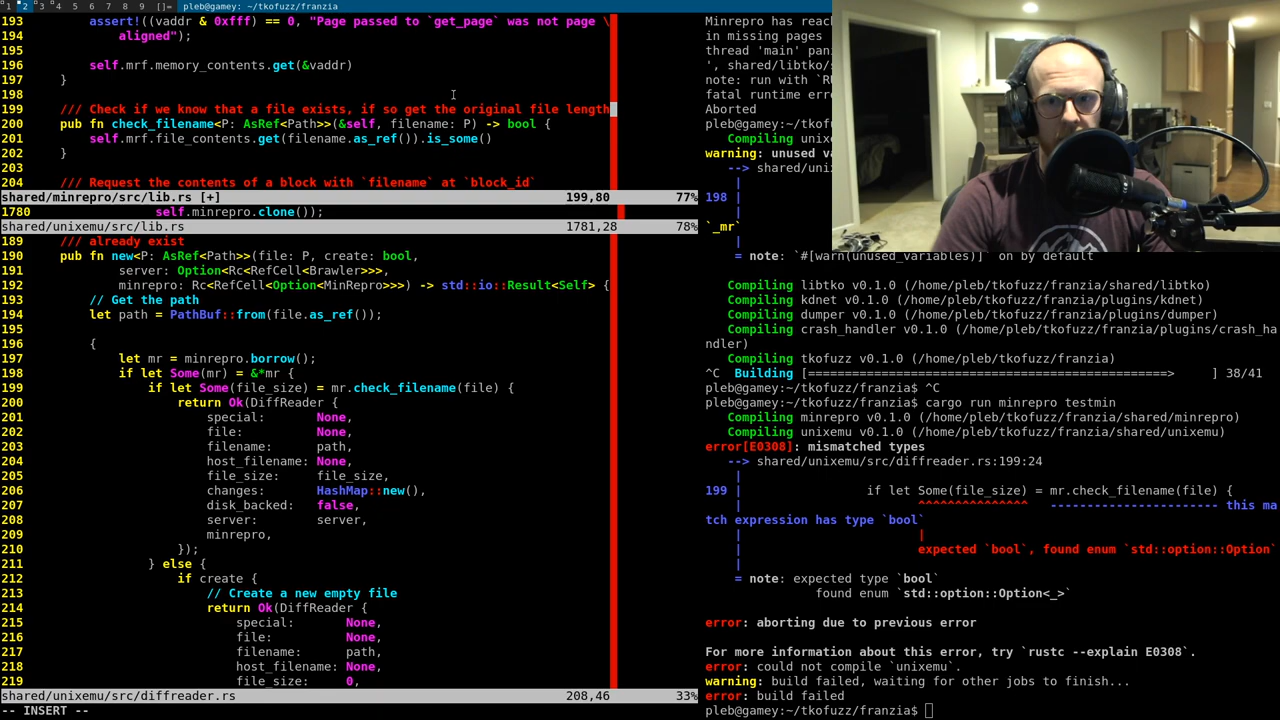 1 2 3 4 5 6 7 8 9 []= pleb@gamey: ~/tkofuzz/franzia
193 assert!((vaddr & 0xfff) == 0, "Page passed to `get_page` was not page \
194 aligned");
195
196 self.mrf.memory_contents.get(&vaddr)
197 }
198
199 /// Check if we know that a file exists, if so get the original file length
200 pub fn check_filename<P: AsRef<Path>>(&self, filename: P) -> bool {
201 self.mrf.file_contents.get(filename.as_ref()).is_some()
202 }
203
204 /// Request the contents of a block with `filename` at `block_id`
shared/minrepro/src/lib.rs [+] 199,80 77%
1780 self.minrepro.clone());
shared/unixemu/src/lib.rs 1781,28 78%
189 /// already exist
190 pub fn new<P: AsRef<Path>>(file: P, create: bool,
191 server: Option<Rc<RefCell<Brawler>>>,
192 minrepro: Rc<RefCell<Option<MinRepro>>>) -> std::io::Result<Self> {
193 // Get the path
194 let path = PathBuf::from(file.as_ref());
195
196 {
197 let mr = minrepro.borrow();
198 if let Some(mr) = &*mr {
199 if let Some(file_size) = mr.check_filename(file) {
200 return Ok(DiffReader {
201 special: None,
202 file: None,
203 filename: path,
204 host_filename: None,
205 file_size: file_size,
206 changes: HashMap::new(),
207 disk_backed: false,
208 server: server,
209 minrepro,
210 });
211 } else {
212 if create {
213 // Create a new empty file
214 return Ok(DiffReader {
215 special: None,
216 file: None,
217 filename: path,
218 host_filename: None,
219 file_size: 0,
shared/unixemu/src/diffreader.rs 208,46 33%
-- INSERT --
Minrepro has reac
in missing pages
thread 'main' pan
', shared/libtko/
note: run with `RU
fatal runtime erro
Aborted
pleb@gamey:~/tkofu
Compiling unixe
warning: unused va
--> shared/unix
|
198 |
|
`_mr`
|
= note: `#[warn(unused_variables)]` on by default

Compiling libtko v0.1.0 (/home/pleb/tkofuzz/franzia/shared/libtko)
Compiling kdnet v0.1.0 (/home/pleb/tkofuzz/franzia/plugins/kdnet)
Compiling dumper v0.1.0 (/home/pleb/tkofuzz/franzia/plugins/dumper)
Compiling crash_handler v0.1.0 (/home/pleb/tkofuzz/franzia/plugins/crash_ha
ndler)
Compiling tkofuzz v0.1.0 (/home/pleb/tkofuzz/franzia)
^C Building [=================================================> ] 38/41
pleb@gamey:~/tkofuzz/franzia$ ^C
pleb@gamey:~/tkofuzz/franzia$ cargo run minrepro testmin
Compiling minrepro v0.1.0 (/home/pleb/tkofuzz/franzia/shared/minrepro)
Compiling unixemu v0.1.0 (/home/pleb/tkofuzz/franzia/shared/unixemu)
error[E0308]: mismatched types
--> shared/unixemu/src/diffreader.rs:199:24
|
199 | if let Some(file_size) = mr.check_filename(file) {
| ^^^^^^^^^^^^^^^ ----------------------- this ma
tch expression has type `bool`
| |
| expected `bool`, found enum `std::option::Option`
|
= note: expected type `bool`
found enum `std::option::Option<_>`

error: aborting due to previous error

For more information about this error, try `rustc --explain E0308`.
error: could not compile `unixemu`.
warning: build failed, waiting for other jobs to finish...
error: build failed
pleb@gamey:~/tkofuzz/franzia$